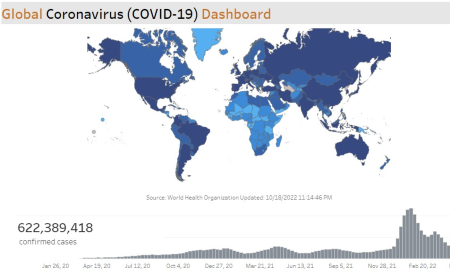 Global Coronavirus (COVID-19) Dashboard
Source: World Health Organization Updated: 10/18/2022 11:14:46 PM
622,389,418
confirmed cases
Jan 26, 20 Apr 19, 20 Jul 12, 20 Oct 4, 20 Dec 27, 20 Mar 21, 21 Jun 13, 21 Sep 5, 21 Nov 28, 21 Feb 20, 22